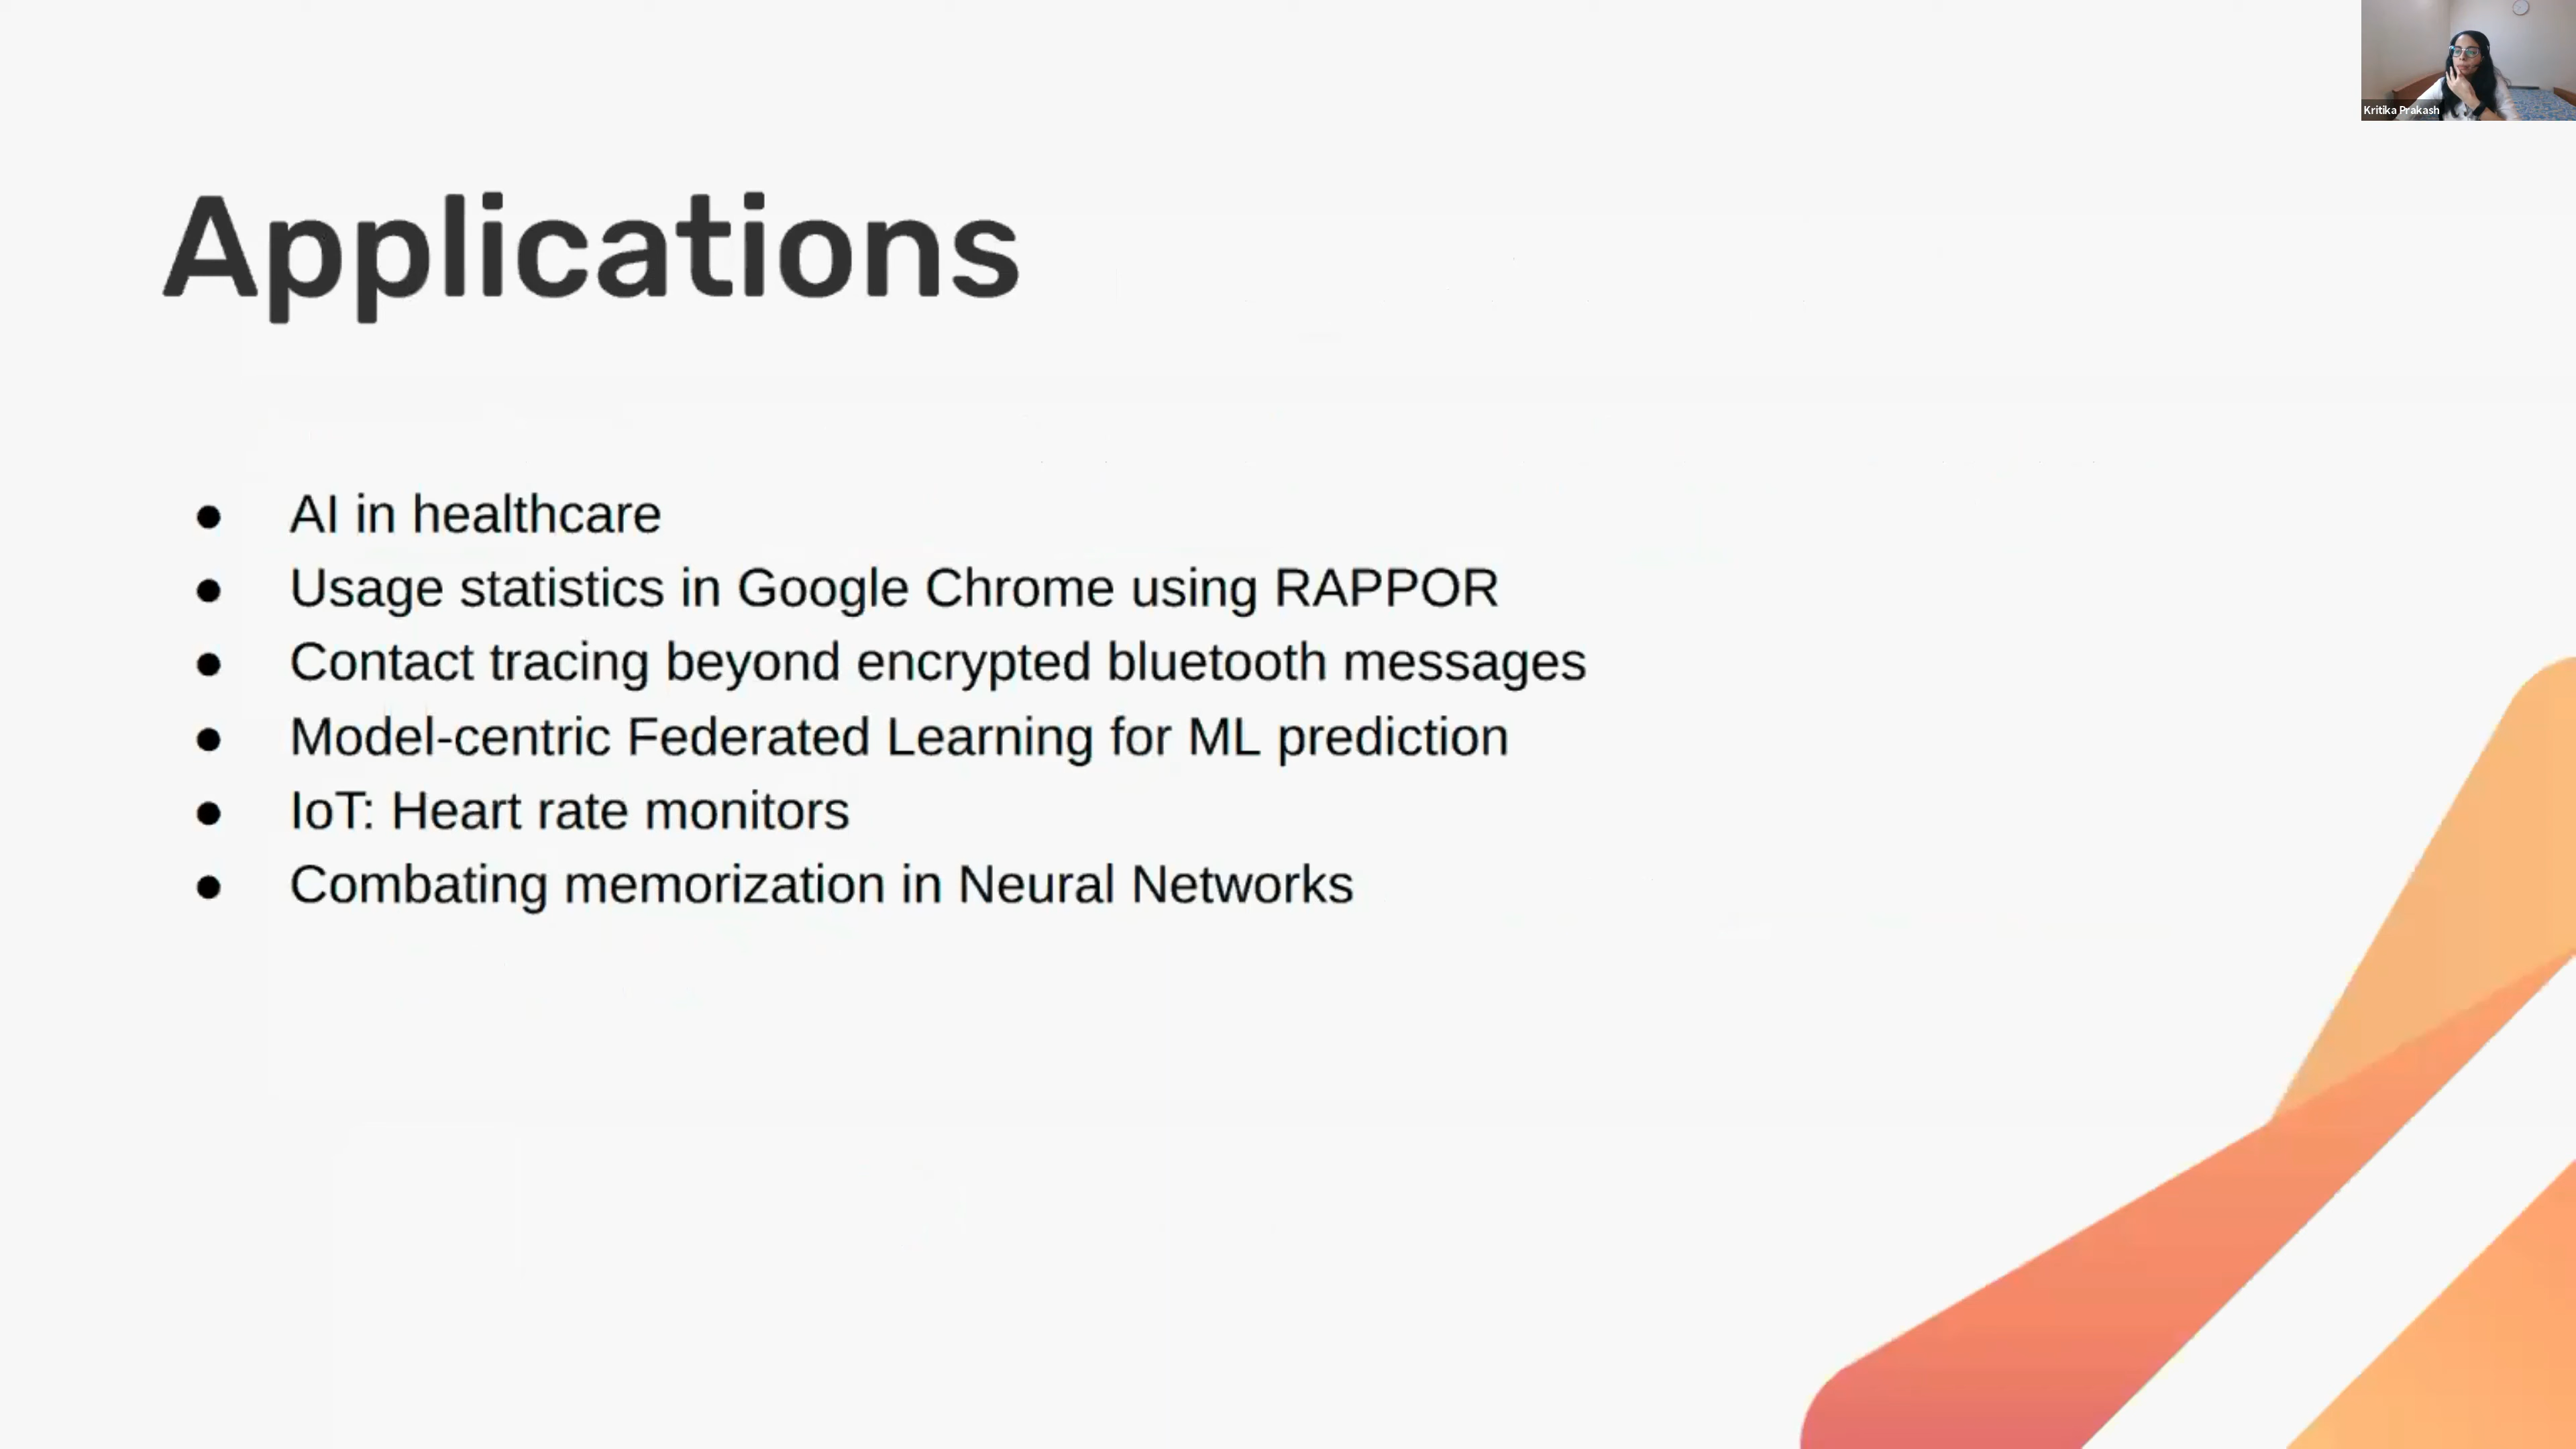 Kritika Prakash
Applications
● AI in healthcare
● Usage statistics in Google Chrome using RAPPOR
● Contact tracing beyond encrypted bluetooth messages
● Model-centric Federated Learning for ML prediction
● IoT: Heart rate monitors
● Combating memorization in Neural Networks